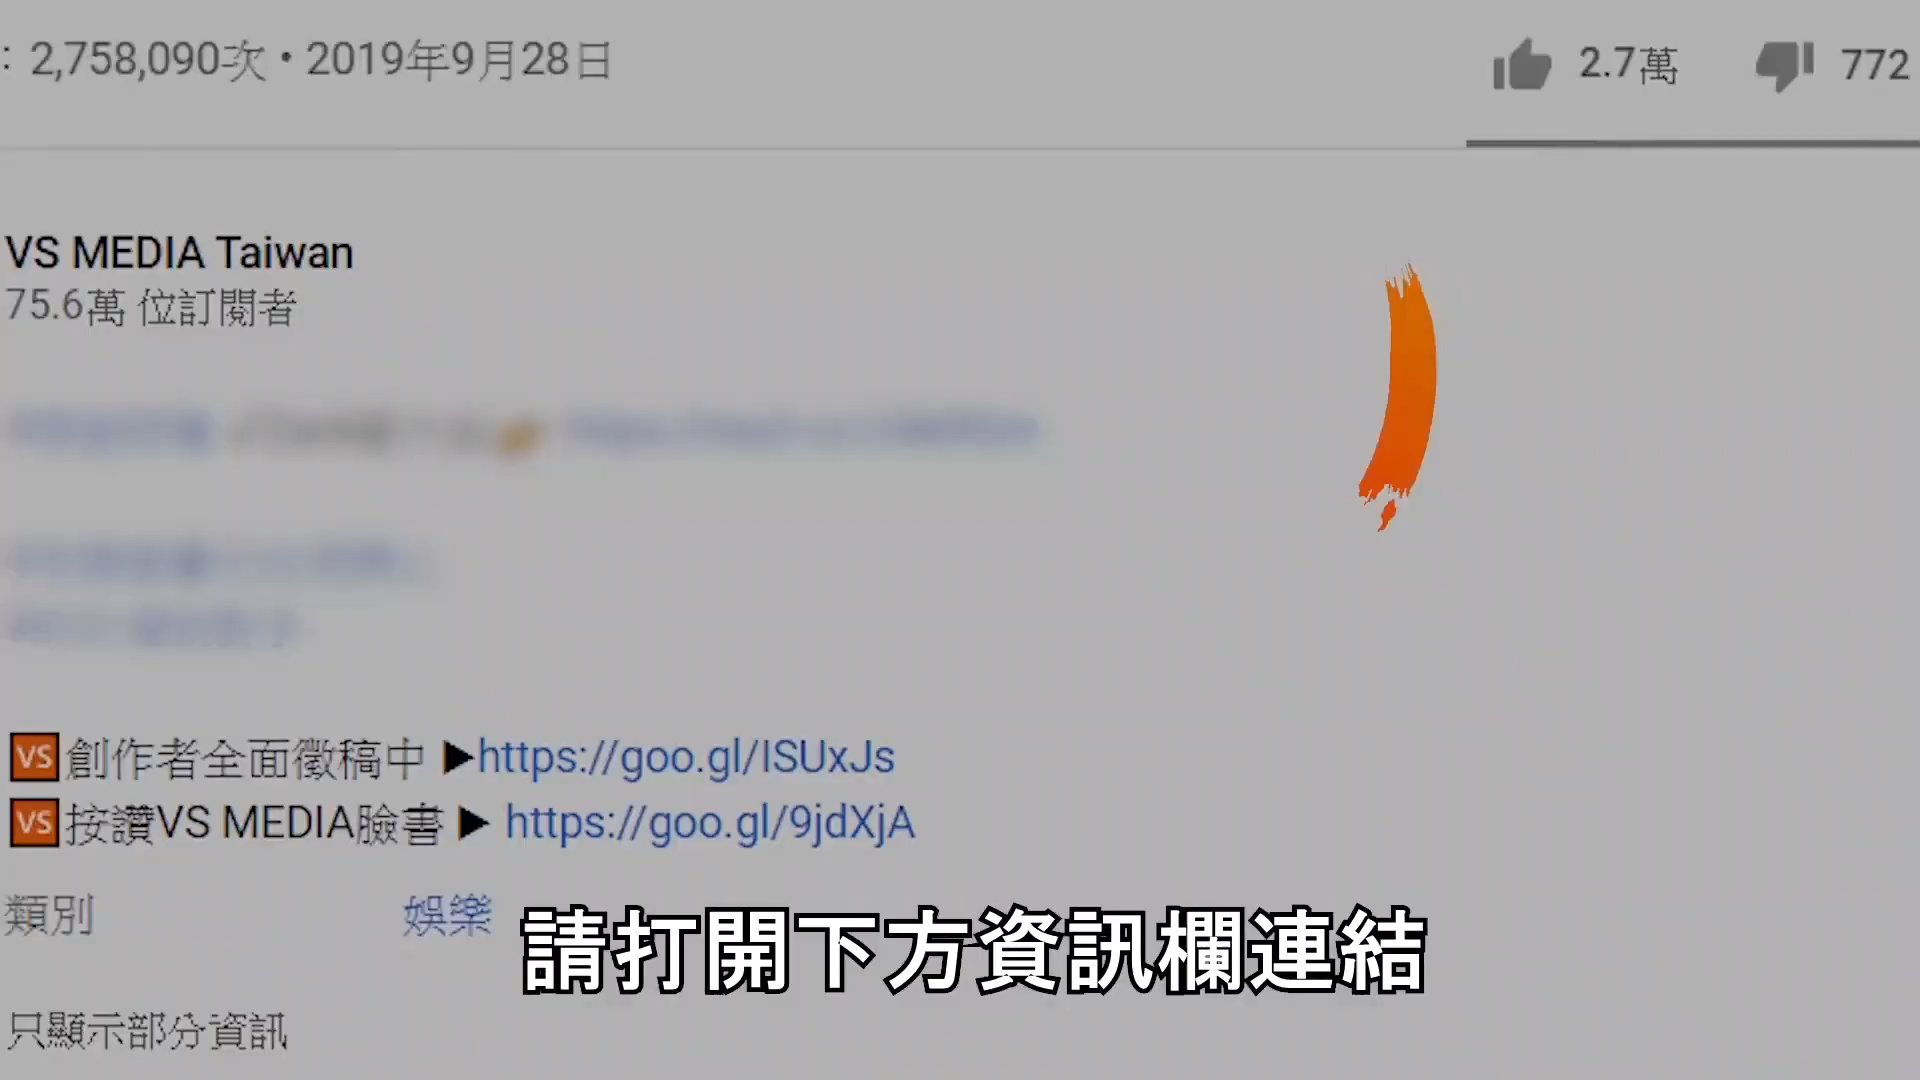 : 2,758,090次 • 2019年9月28日
2.7萬
772
VS MEDIA Taiwan
75.6萬 位訂閱者
VS創作者全面徵稿中 ▶https://goo.gl/ISUxJs
VS按讚VS MEDIA臉書 ▶ https://goo.gl/9jdXjA
類別 娛樂
請打開下方資訊欄連結
只顯示部分資訊